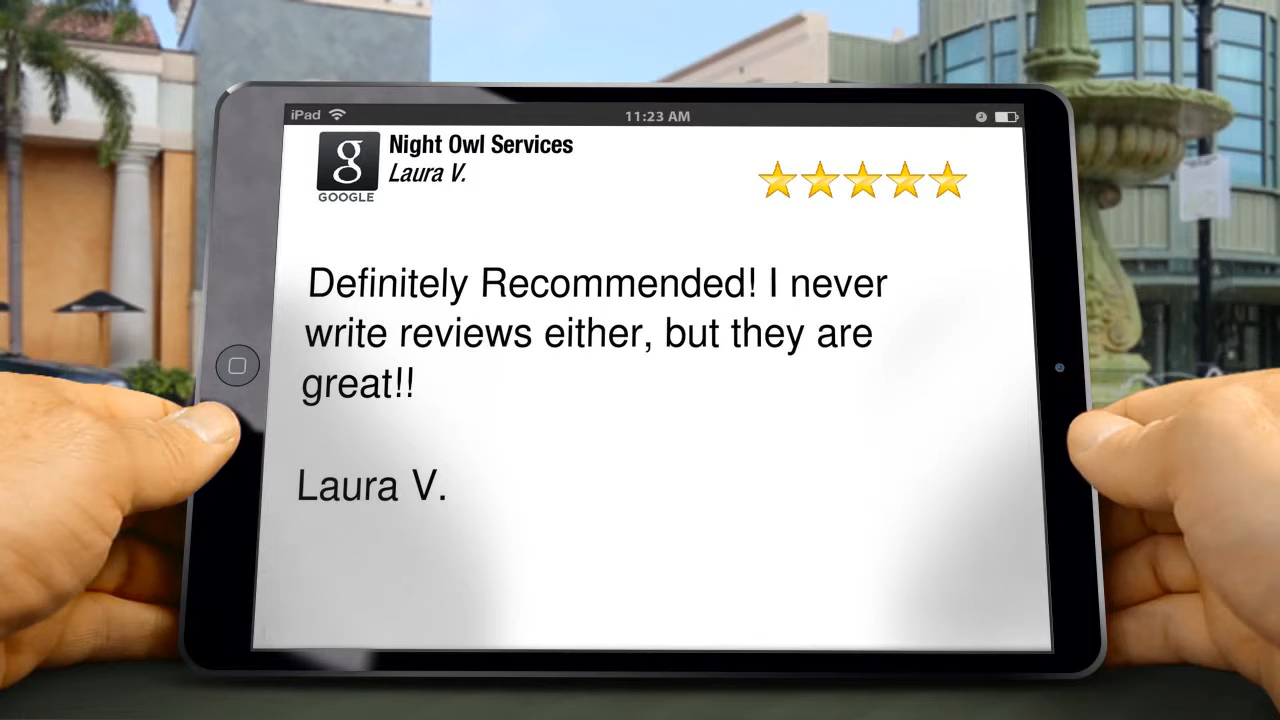 iPad 11:23 AM
g
GOOGLE
Night Owl Services
Laura V.
Definitely Recommended! I never
write reviews either, but they are
great!!
Laura V.